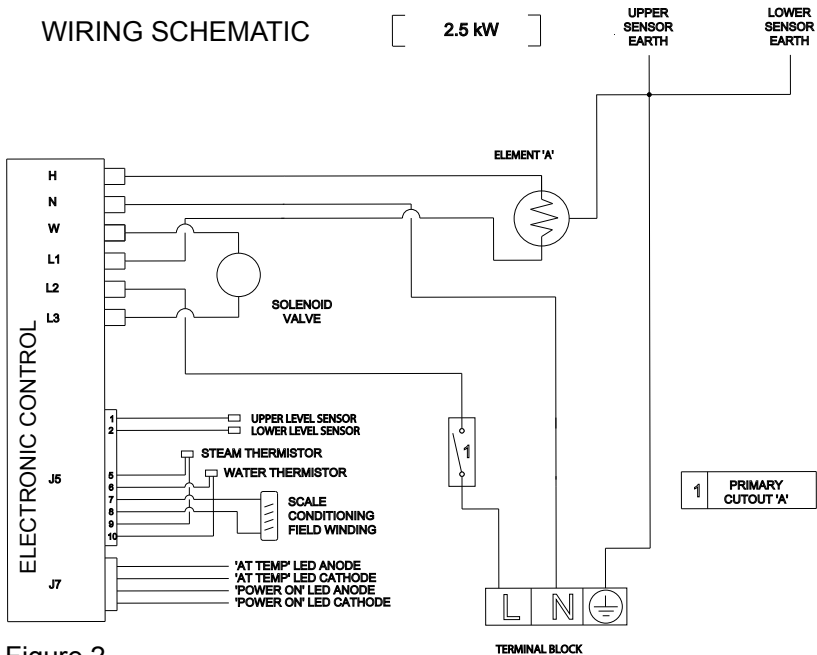 WIRING SCHEMATIC
2.5 kW
UPPER
SENSOR
EARTH
LOWER
SENSOR
EARTH
ELEMENT 'A'
ELECTRONIC CONTROL
H
N
W
L1
L2
L3
SOLENOID
VALVE
J5
1
2
5
6
7
8
9
10
UPPER LEVEL SENSOR
LOWER LEVEL SENSOR
STEAM THERMISTOR
WATER THERMISTOR
SCALE
CONDITIONING
FIELD WINDING
J7
'AT TEMP' LED ANODE
'AT TEMP' LED CATHODE
'POWER ON' LED ANODE
'POWER ON' LED CATHODE
1
1 PRIMARY
CUTOUT 'A'
L N
TERMINAL BLOCK